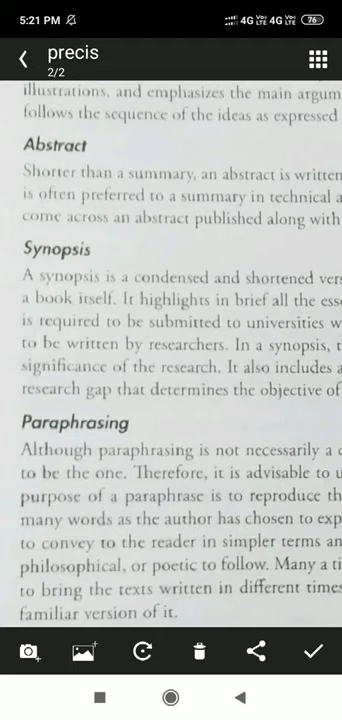 5:21 PM
4G Vo LTE 4G Vo LTE 76
precis
2/2
illustrations, and emphasizes the main argum
follows the sequence of the ideas as expressed
Abstract
Shorter than a summary, an abstract is written
is often preferred to a summary in technical a
come across an abstract published along with
Synopsis
A synopsis is a condensed and shortened vers
a book itself. It highlights in brief all the esse
is required to be submitted to universities w
to be written by researchers. In a synopsis, t
significance of the research. It also includes a
research gap that determines the objective of
Paraphrasing
Although paraphrasing is not necessarily a c
to be the one. Therefore, it is advisable to u
purpose of a paraphrase is to reproduce th
many words as the author has chosen to exp
to convey to the reader in simpler terms an
philosophical, or poetic to follow. Many a ti
to bring the texts written in different times
familiar version of it.